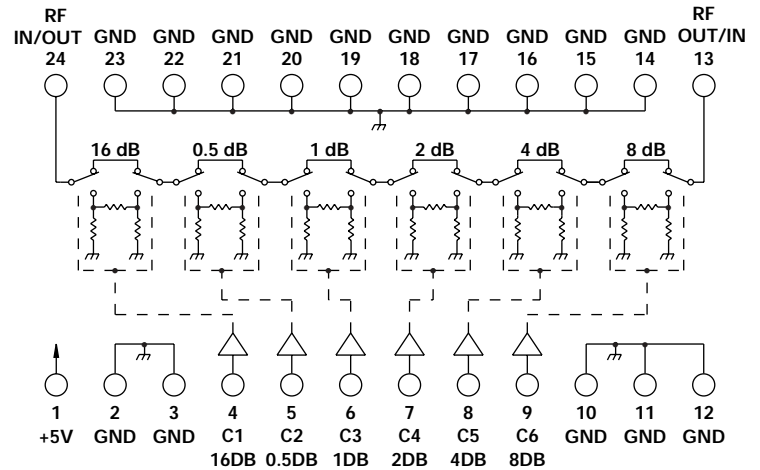 RF RF
IN/OUT GND GND GND GND GND GND GND GND GND GND OUT/IN
24 23 22 21 20 19 18 17 16 15 14 13
16 dB 0.5 dB 1 dB 2 dB 4 dB 8 dB
1 2 3 4 5 6 7 8 9 10 11 12
+5V GND GND C1 C2 C3 C4 C5 C6 GND GND GND
16DB 0.5DB 1DB 2DB 4DB 8DB